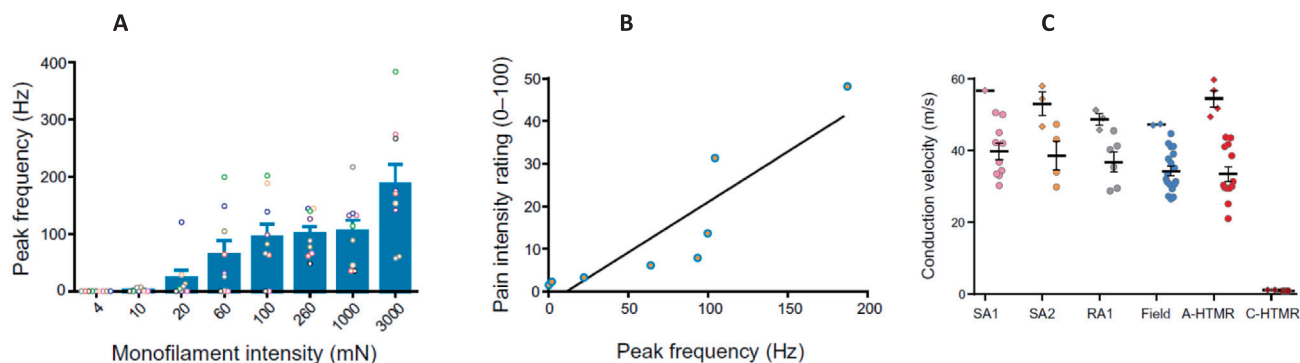 A
Peak frequency (Hz)
400
300
200
100
0
4 10 20 60 100 260 1000 3000
Monofilament intensity (mN)
B
Pain intensity rating (0–100)
50
40
30
20
10
0
0 50 100 150 200
Peak frequency (Hz)
C
Conduction velocity (m/s)
60
40
20
0
SA1 SA2 RA1 Field A-HTMR C-HTMR